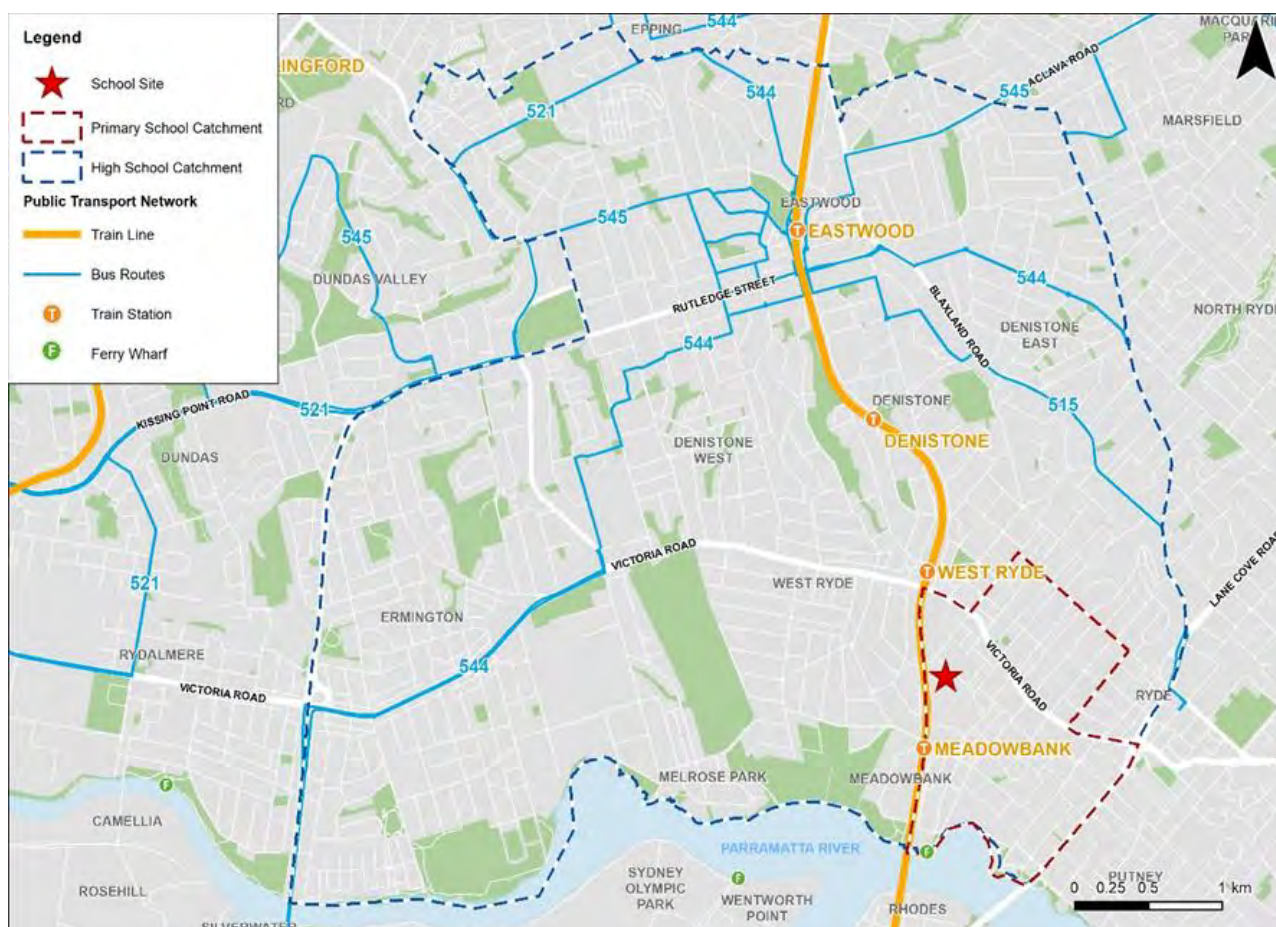 Legend
School Site
Primary School Catchment
High School Catchment
Public Transport Network
Train Line
Bus Routes
Train Station
Ferry Wharf
T
F
INGFORD
RD
EPPING
544
MACQUARIE
PARK
ACLAVA ROAD
545
MARSFIELD
521
544
EASTWOOD
T EASTWOOD
545
545
DUNDAS VALLEY
RUTLEDGE STREET
BLAXLAND ROAD
544
DENISTONE
EAST
NORTH RYDE
544
KISSING POINT ROAD
521
DENISTONE
T
DENISTONE
515
DUNDAS
DENISTONE
WEST
VICTORIA ROAD
WEST RYDE
T WEST RYDE
LANE COVE ROAD
521
ERMINGTON
VICTORIA ROAD
RYDALMERE
544
VICTORIA ROAD
RYDE
T MEADOWBANK
MELROSE PARK
MEADOWBANK
F
CAMELLIA
PARRAMATTA RIVER
F
ROSEHILL
SYDNEY
OLYMPIC
PARK
F
WENTWORTH
POINT
RHODES
PUTNEY
SILVERWATER
0 0.25 0.5 1 km